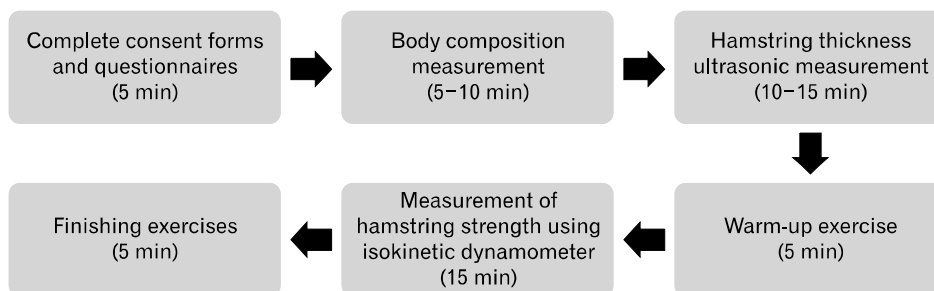 Complete consent forms
and questionnaires
(5 min)
Body composition
measurement
(5–10 min)
Hamstring thickness
ultrasonic measurement
(10–15 min)
Warm-up exercise
(5 min)
Measurement of
hamstring strength using
isokinetic dynamometer
(15 min)
Finishing exercises
(5 min)